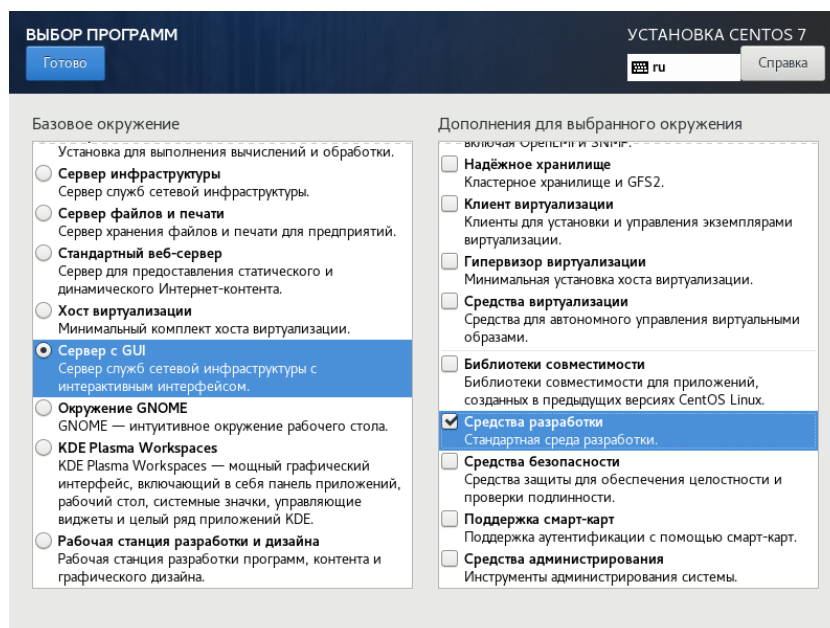 ВЫБОР ПРОГРАММ
УСТАНОВКА CENTOS 7
Готово
ru
Справка
Базовое окружение
Установка для выполнения вычислений и обработки.
Сервер инфраструктуры
Сервер служб сетевой инфраструктуры.
Сервер файлов и печати
Сервер хранения файлов и печати для предприятий.
Стандартный веб-сервер
Сервер для предоставления статического и
динамического Интернет-контента.
Хост виртуализации
Минимальный комплект хоста виртуализации.
Сервер с GUI
Сервер служб сетевой инфраструктуры с
интерактивным интерфейсом.
Окружение GNOME
GNOME — интуитивное окружение рабочего стола.
KDE Plasma Workspaces
KDE Plasma Workspaces — мощный графический
интерфейс, включающий в себя панель приложений,
рабочий стол, системные значки, управляющие
виджеты и целый ряд приложений KDE.
Рабочая станция разработки и дизайна
Рабочая станция разработки программ, контента и
графического дизайна.
Дополнения для выбранного окружения
включая OpenLMI и SNMP.
Надёжное хранилище
Кластерное хранилище и GFS2.
Клиент виртуализации
Клиенты для установки и управления экземплярами
виртуализации.
Гипервизор виртуализации
Минимальная установка хоста виртуализации.
Средства виртуализации
Средства для автономного управления виртуальными
образами.
Библиотеки совместимости
Библиотеки совместимости для приложений,
созданных в предыдущих версиях CentOS Linux.
Средства разработки
Стандартная среда разработки.
Средства безопасности
Средства защиты для обеспечения целостности и
проверки подлинности.
Поддержка смарт-карт
Поддержка аутентификации с помощью смарт-карт.
Средства администрирования
Инструменты администрирования системы.